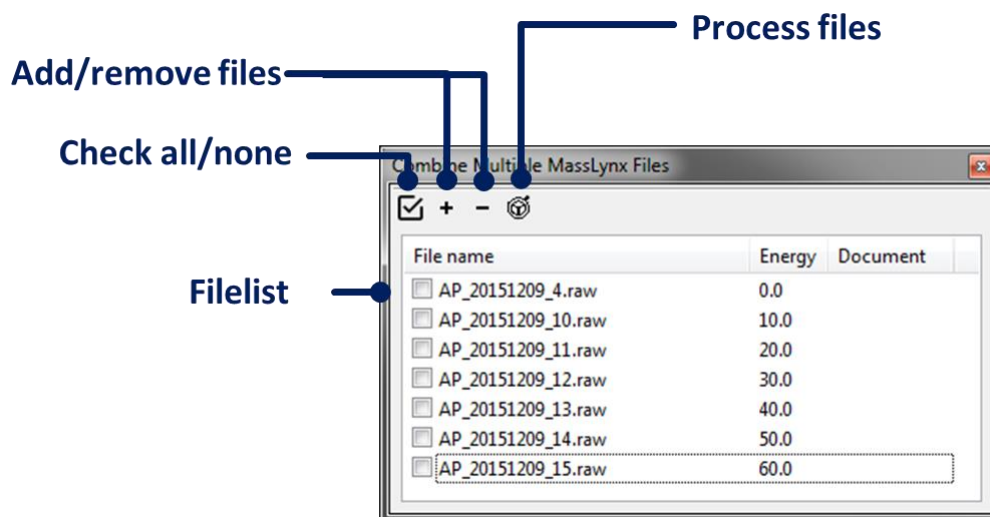 Process files
Add/remove files
Check all/none
Combine Multiple MassLynx Files
File name Energy Document
Filelist
AP_20151209_4.raw 0.0
AP_20151209_10.raw 10.0
AP_20151209_11.raw 20.0
AP_20151209_12.raw 30.0
AP_20151209_13.raw 40.0
AP_20151209_14.raw 50.0
AP_20151209_15.raw 60.0